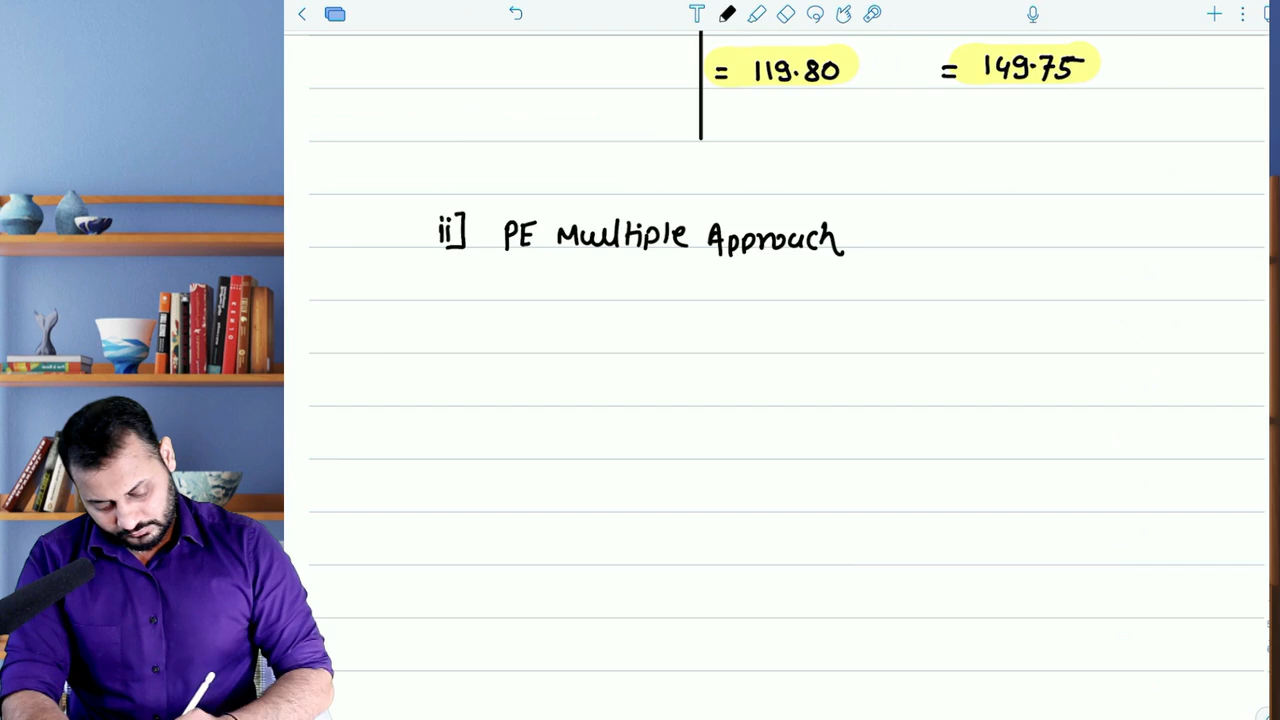 = 119.80 = 149.75
ii] PE Multiple Approach